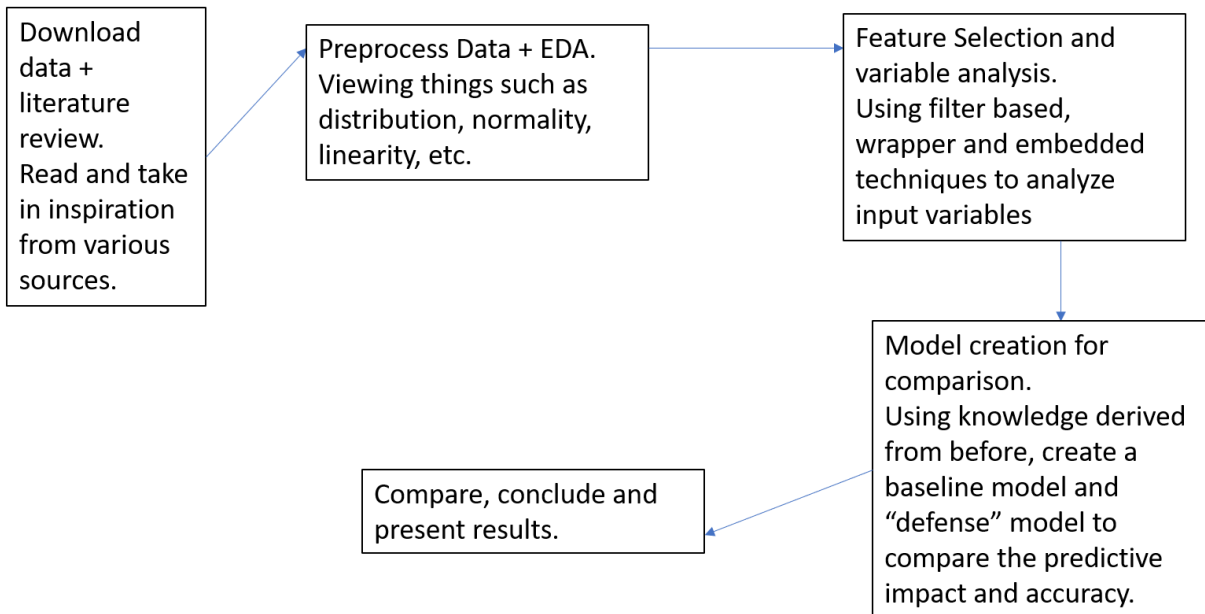 Download
data +
literature
review.
Read and take
in inspiration
from various
sources.
Preprocess Data + EDA.
Viewing things such as
distribution, normality,
linearity, etc.
Feature Selection and
variable analysis.
Using filter based,
wrapper and embedded
techniques to analyze
input variables
Model creation for
comparison.
Using knowledge derived
from before, create a
baseline model and
“defense” model to
compare the predictive
impact and accuracy.
Compare, conclude and
present results.